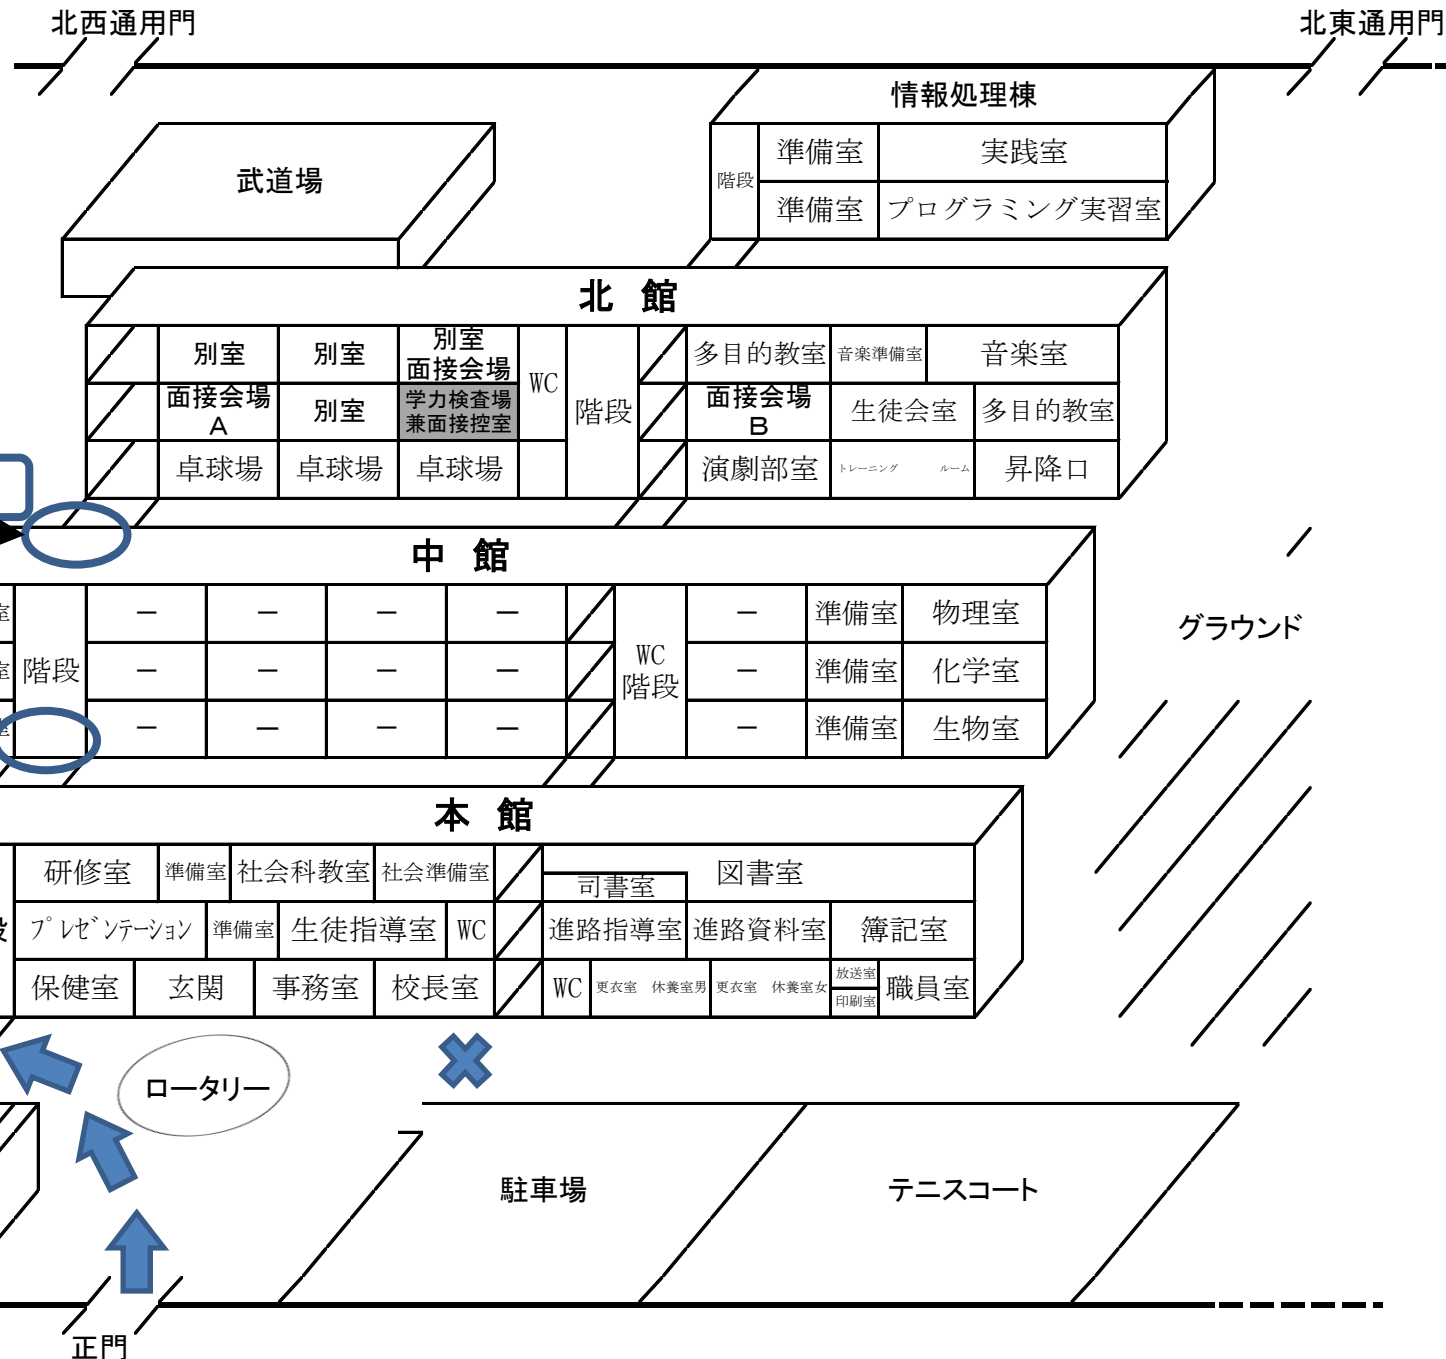 北西通用門
北東通用門
情報処理棟
準備室
実践室
階段
準備室
プログラミング実習室
武道場
北 館
別室
別室
別室
面接会場
WC
階段
多目的教室
音楽準備室
音楽室
面接会場
A
別室
学力検査場
兼面接控室
面接会場
B
生徒会室
多目的教室
卓球場
卓球場
卓球場
演劇部室
トレーニング ルーム
昇降口
中 館
室
階段
－
－
－
－
WC
階段
－
準備室
物理室
室
－
－
－
－
－
準備室
化学室
－
－
－
－
－
準備室
生物室
グラウンド
本 館
研修室
準備室
社会科教室
社会準備室
司書室
図書室
段
プレゼンテーション
準備室
生徒指導室
WC
進路指導室
進路資料室
簿記室
保健室
玄関
事務室
校長室
WC
更衣室 休養室男
更衣室 休養室女
放送室
印刷室
職員室
ロータリー
駐車場
テニスコート
正門